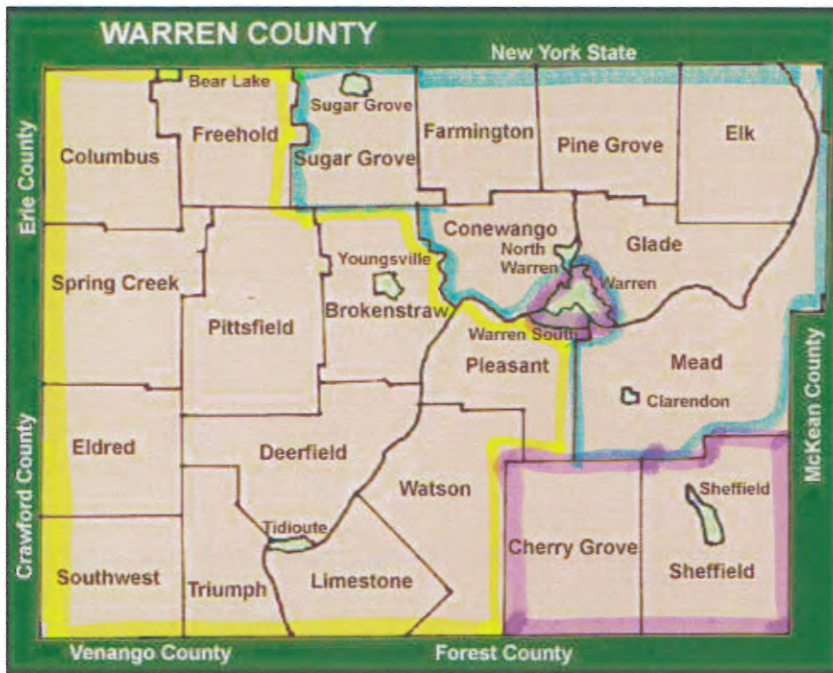 WARREN COUNTY
New York State
Bear Lake
Sugar Grove
Freehold
Farmington
Elk
Columbus
Sugar Grove
Pine Grove
Erie County
Conewango
Glade
North
Warren
Youngsville
Warren
Spring Creek
Brokenstraw
Pittsfield
Warren South
Pleasant
Mead
McKean County
Clarendon
Eldred
Deerfield
Watson
Sheffield
Crawford County
Tidioute
Cherry Grove
Southwest
Triumph
Limestone
Sheffield
Venango County
Forest County